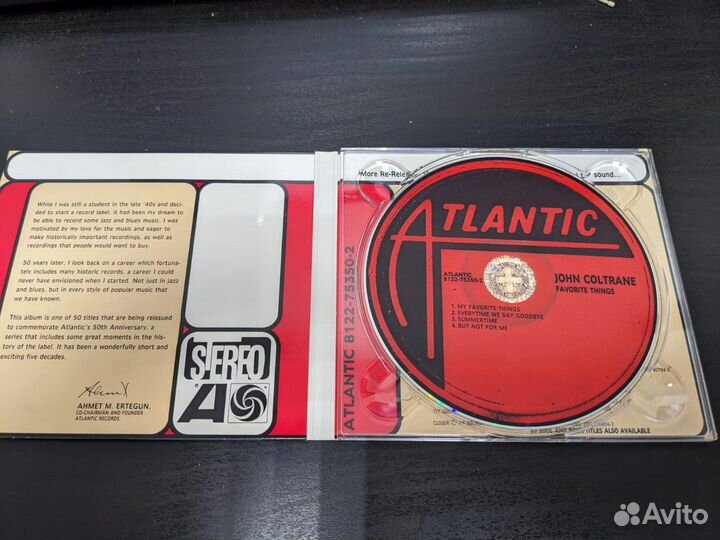 While I was still a student in the late '40s and de-
cided to start a record label, it had been my dream to
be able to record some jazz and blues music. I was
motivated by my love for the music and eager to
make historically important recordings, as well as
recordings that people would want to buy.
50 years later, I look back on a career which fortuna-
tely includes many historic records, a career I could
never have envisioned when I started. Not just in jazz
and blues, but in every style of popular music that
we have known.
This album is one of 50 titles that are being reissued
to commemorate Atlantic's 50th Anniversary, a
series that includes some great moments in the his-
tory of the label. It has been a wonderfully short and
exciting five decades.
AHMET M. ERTEGUN,
CO-CHAIRMAN AND FOUNDER
ATLANTIC RECORDS.
STEREO
A
ATLANTIC 8122-75350-2
More Re-Rele
sound...
ATLANTIC
ATLANTIC
8122-75350-2
JOHN COLTRANE
FAVORITE THINGS
1. MY FAVORITE THINGS
2. EVERYTIME WE SAY GOODBYE
3. SUMMERTIME
4. BUT NOT FOR ME
TITLES ALSO AVAILABLE
Avito